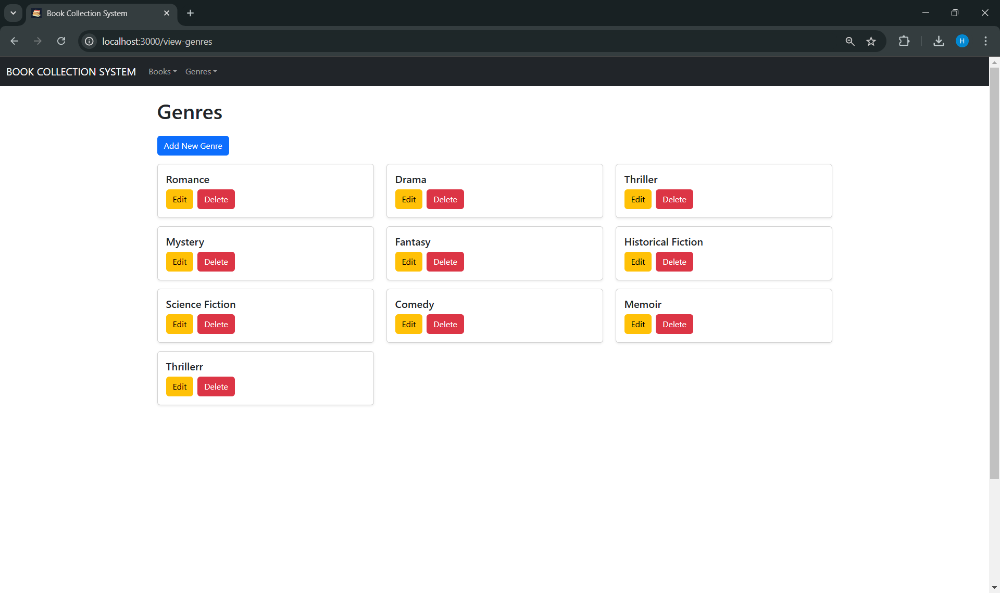 Book Collection System
localhost:3000/view-genres
H
BOOK COLLECTION SYSTEM Books Genres
Genres
Add New Genre
Romance
Edit Delete
Drama
Edit Delete
Thriller
Edit Delete
Mystery
Edit Delete
Fantasy
Edit Delete
Historical Fiction
Edit Delete
Science Fiction
Edit Delete
Comedy
Edit Delete
Memoir
Edit Delete
Thrillerr
Edit Delete